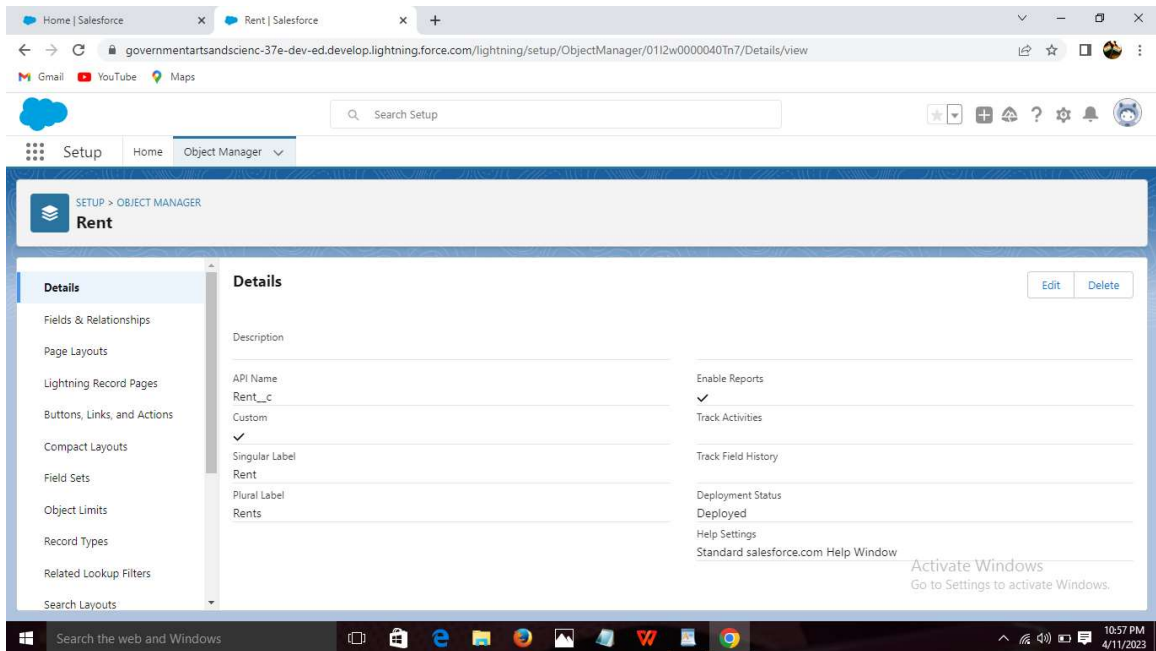 Home | Salesforce
Rent | Salesforce
governmentartsandscienc-37e-dev-ed.develop.lightning.force.com/lightning/setup/ObjectManager/01I2w0000040Tn7/Details/view
Gmail YouTube Maps
Search Setup
Setup Home Object Manager
SETUP > OBJECT MANAGER
Rent
Details
Fields & Relationships
Page Layouts
Lightning Record Pages
Buttons, Links, and Actions
Compact Layouts
Field Sets
Object Limits
Record Types
Related Lookup Filters
Search Layouts
Details
Edit Delete
Description
API Name
Rent__c
Custom
Singular Label
Rent
Plural Label
Rents
Enable Reports
Track Activities
Track Field History
Deployment Status
Deployed
Help Settings
Standard salesforce.com Help Window
Activate Windows
Go to Settings to activate Windows.
Search the web and Windows
10:57 PM
4/11/2023